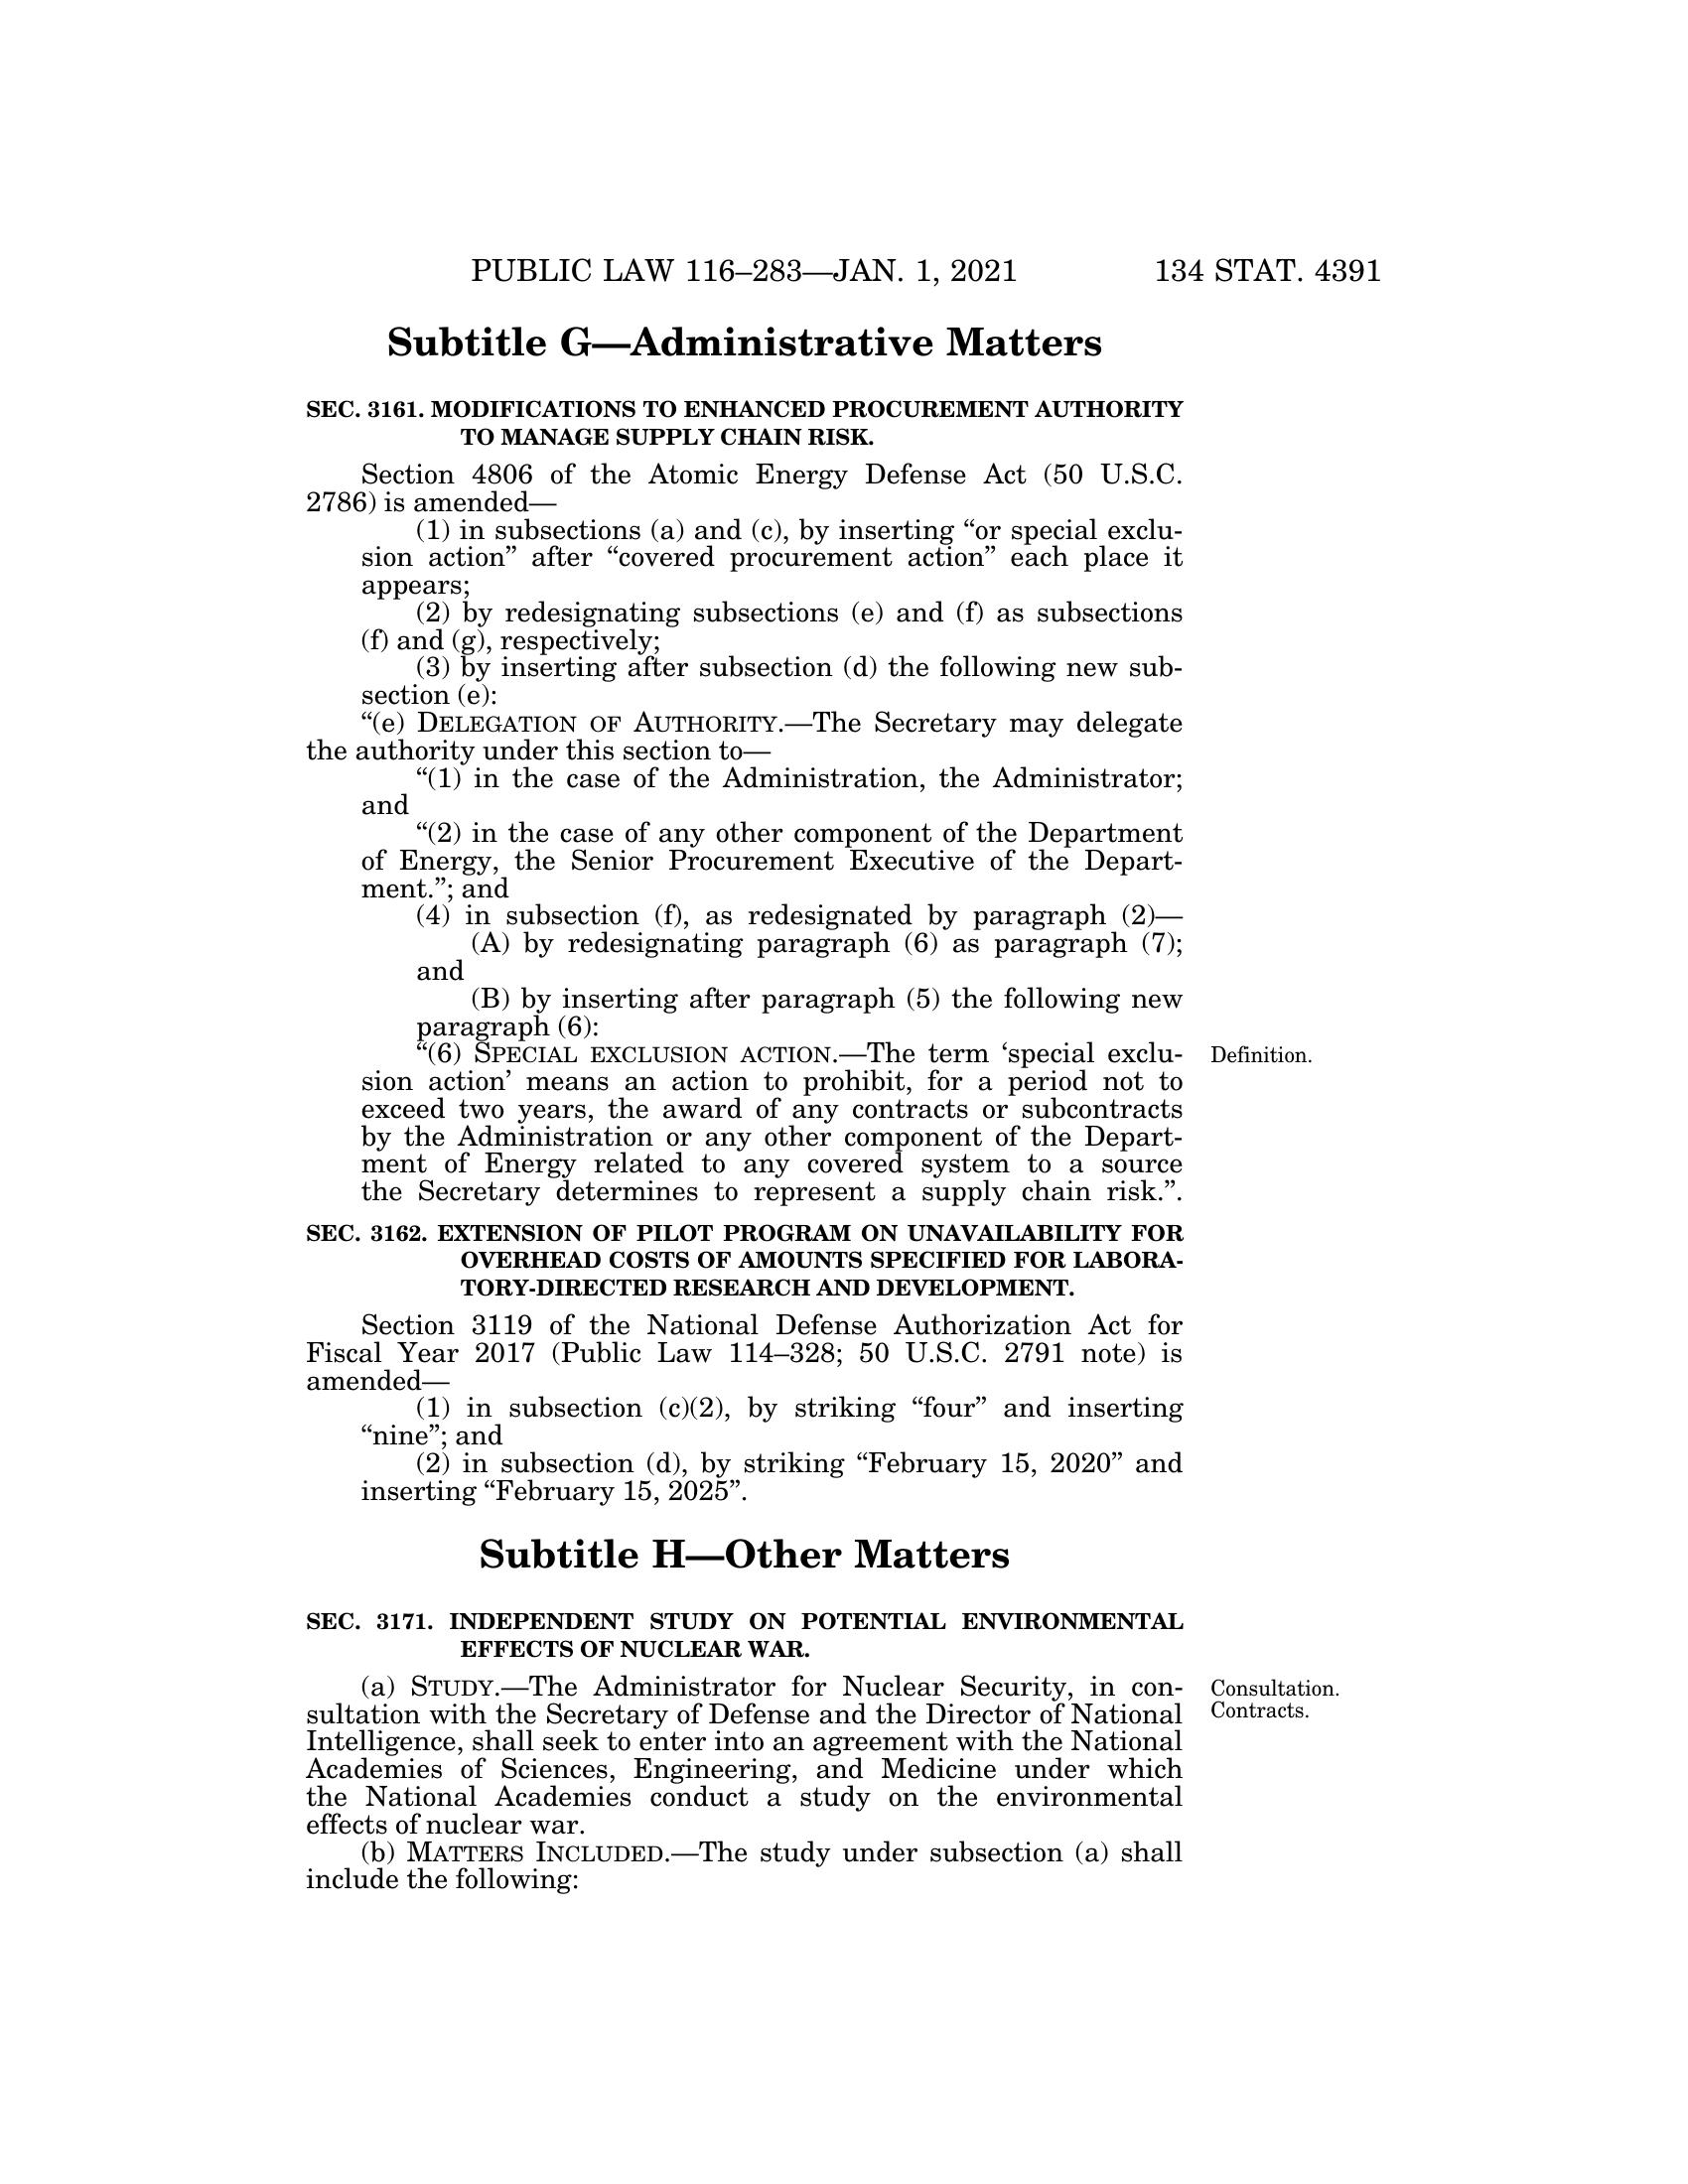 PUBLIC LAW 116–283—JAN. 1, 2021 134 STAT. 4391
Subtitle G—Administrative Matters
SEC. 3161. MODIFICATIONS TO ENHANCED PROCUREMENT AUTHORITY
TO MANAGE SUPPLY CHAIN RISK.
Section 4806 of the Atomic Energy Defense Act (50 U.S.C.
2786) is amended—
(1) in subsections (a) and (c), by inserting “or special exclu-
sion action” after “covered procurement action” each place it
appears;
(2) by redesignating subsections (e) and (f) as subsections
(f) and (g), respectively;
(3) by inserting after subsection (d) the following new sub-
section (e):
“(e) DELEGATION OF AUTHORITY.—The Secretary may delegate
the authority under this section to—
“(1) in the case of the Administration, the Administrator;
and
“(2) in the case of any other component of the Department
of Energy, the Senior Procurement Executive of the Depart-
ment.”; and
(4) in subsection (f), as redesignated by paragraph (2)—
(A) by redesignating paragraph (6) as paragraph (7);
and
(B) by inserting after paragraph (5) the following new
paragraph (6):
“(6) SPECIAL EXCLUSION ACTION.—The term ‘special exclu-
sion action’ means an action to prohibit, for a period not to
exceed two years, the award of any contracts or subcontracts
by the Administration or any other component of the Depart-
ment of Energy related to any covered system to a source
the Secretary determines to represent a supply chain risk.”.
Definition.
SEC. 3162. EXTENSION OF PILOT PROGRAM ON UNAVAILABILITY FOR
OVERHEAD COSTS OF AMOUNTS SPECIFIED FOR LABORA-
TORY-DIRECTED RESEARCH AND DEVELOPMENT.
Section 3119 of the National Defense Authorization Act for
Fiscal Year 2017 (Public Law 114–328; 50 U.S.C. 2791 note) is
amended—
(1) in subsection (c)(2), by striking “four” and inserting
“nine”; and
(2) in subsection (d), by striking “February 15, 2020” and
inserting “February 15, 2025”.
Subtitle H—Other Matters
SEC. 3171. INDEPENDENT STUDY ON POTENTIAL ENVIRONMENTAL
EFFECTS OF NUCLEAR WAR.
(a) STUDY.—The Administrator for Nuclear Security, in con-
sultation with the Secretary of Defense and the Director of National
Intelligence, shall seek to enter into an agreement with the National
Academies of Sciences, Engineering, and Medicine under which
the National Academies conduct a study on the environmental
effects of nuclear war.
Consultation.
Contracts.
(b) MATTERS INCLUDED.—The study under subsection (a) shall
include the following: